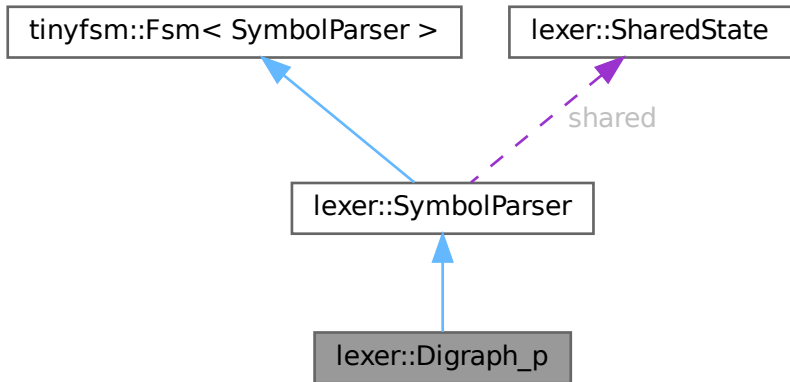 tinyfsm::Fsm< SymbolParser >
lexer::SharedState
shared
lexer::SymbolParser
lexer::Digraph_p